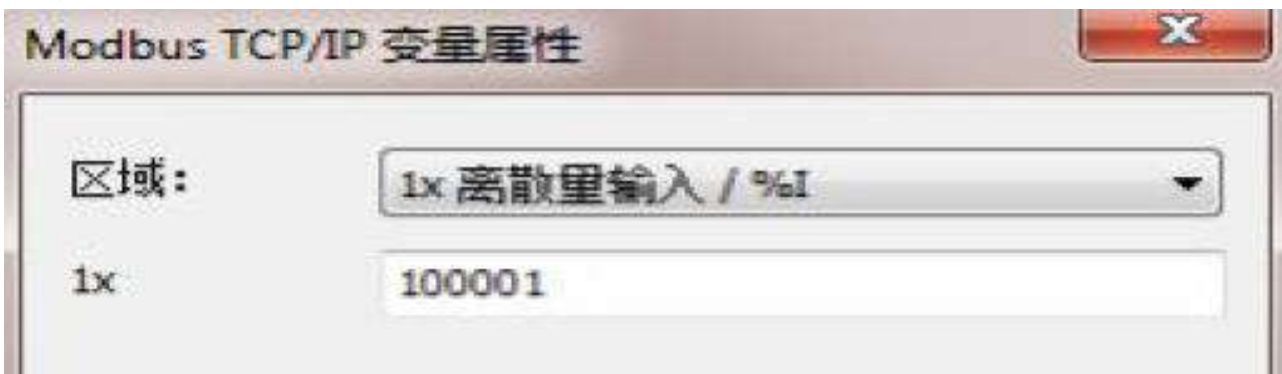 Modbus TCP/IP 变量属性
区域:
1x 离散量输入 / %I
1x
100001